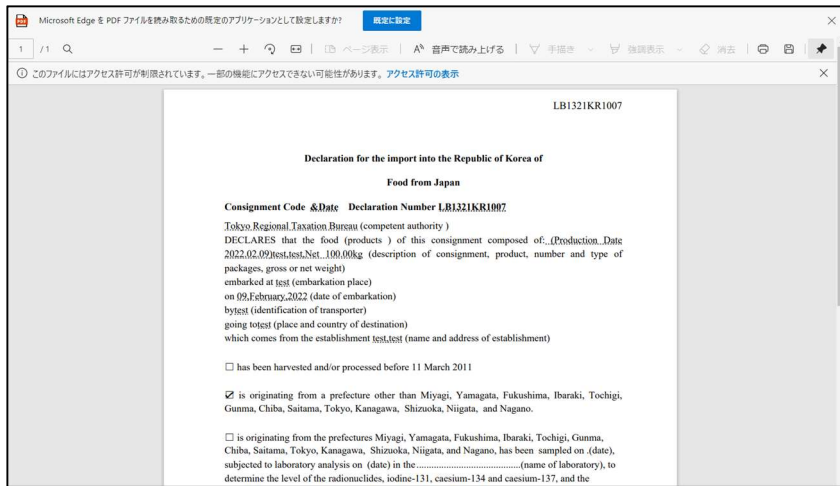 Microsoft Edge を PDF ファイルを読み取るための既定のアプリケーションとして設定しますか? 既定に設定
1 /1 ページ表示 音声で読み上げる 手描き 強調表示 消去
このファイルにはアクセス許可が制限されています。一部の機能にアクセスできない可能性があります。 アクセス許可の表示
LB1321KR1007
Declaration for the import into the Republic of Korea of
Food from Japan
Consignment Code &Date Declaration Number LB1321KR1007
Tokyo Regional Taxation Bureau (competent authority )
DECLARES that the food (products ) of this consignment composed of: (Production Date
2022.02.09)test,test,Net 100.00kg (description of consignment, product, number and type of
packages, gross or net weight)
embarked at test (embarkation place)
on 09,February,2022 (date of embarkation)
bytest (identification of transporter)
going totest (place and country of destination)
which comes from the establishment test,test (name and address of establishment)
☐ has been harvested and/or processed before 11 March 2011
☑ is originating from a prefecture other than Miyagi, Yamagata, Fukushima, Ibaraki, Tochigi,
Gunma, Chiba, Saitama, Tokyo, Kanagawa, Shizuoka, Niigata, and Nagano.
☐ is originating from the prefectures Miyagi, Yamagata, Fukushima, Ibaraki, Tochigi, Gunma,
Chiba, Saitama, Tokyo, Kanagawa, Shizuoka, Niigata, and Nagano, has been sampled on .(date),
subjected to laboratory analysis on (date) in the........................................(name of laboratory), to
determine the level of the radionuclides, iodine-131, caesium-134 and caesium-137, and the